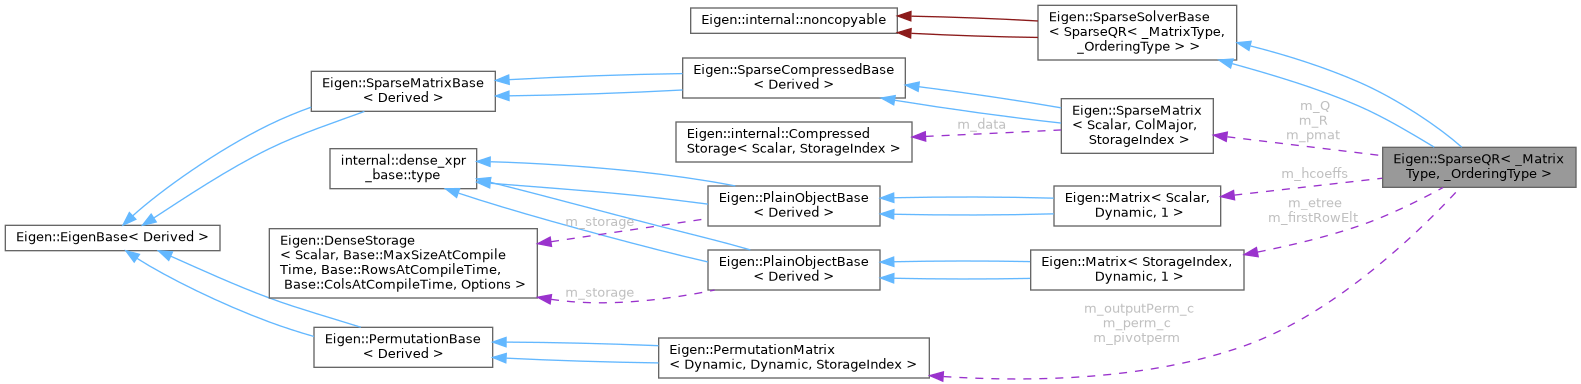 Eigen::internal::noncopyable
Eigen::SparseSolverBase
< SparseQR< _MatrixType,
_OrderingType > >
Eigen::SparseMatrixBase
< Derived >
Eigen::SparseCompressedBase
< Derived >
Eigen::SparseMatrix
< Scalar, ColMajor,
StorageIndex >
m_Q
m_R
m_pmat
Eigen::internal::Compressed
Storage< Scalar, StorageIndex >
m_data
internal::dense_xpr
_base::type
Eigen::SparseQR< _Matrix
Type, _OrderingType >
m_hcoeffs
Eigen::PlainObjectBase
< Derived >
Eigen::Matrix< Scalar,
Dynamic, 1 >
m_etree
m_firstRowElt
m_storage
Eigen::EigenBase< Derived >
Eigen::DenseStorage
< Scalar, Base::MaxSizeAtCompile
Time, Base::RowsAtCompileTime,
Base::ColsAtCompileTime, Options >
m_storage
Eigen::PlainObjectBase
< Derived >
Eigen::Matrix< StorageIndex,
Dynamic, 1 >
m_outputPerm_c
m_perm_c
m_pivotperm
Eigen::PermutationBase
< Derived >
Eigen::PermutationMatrix
< Dynamic, Dynamic, StorageIndex >